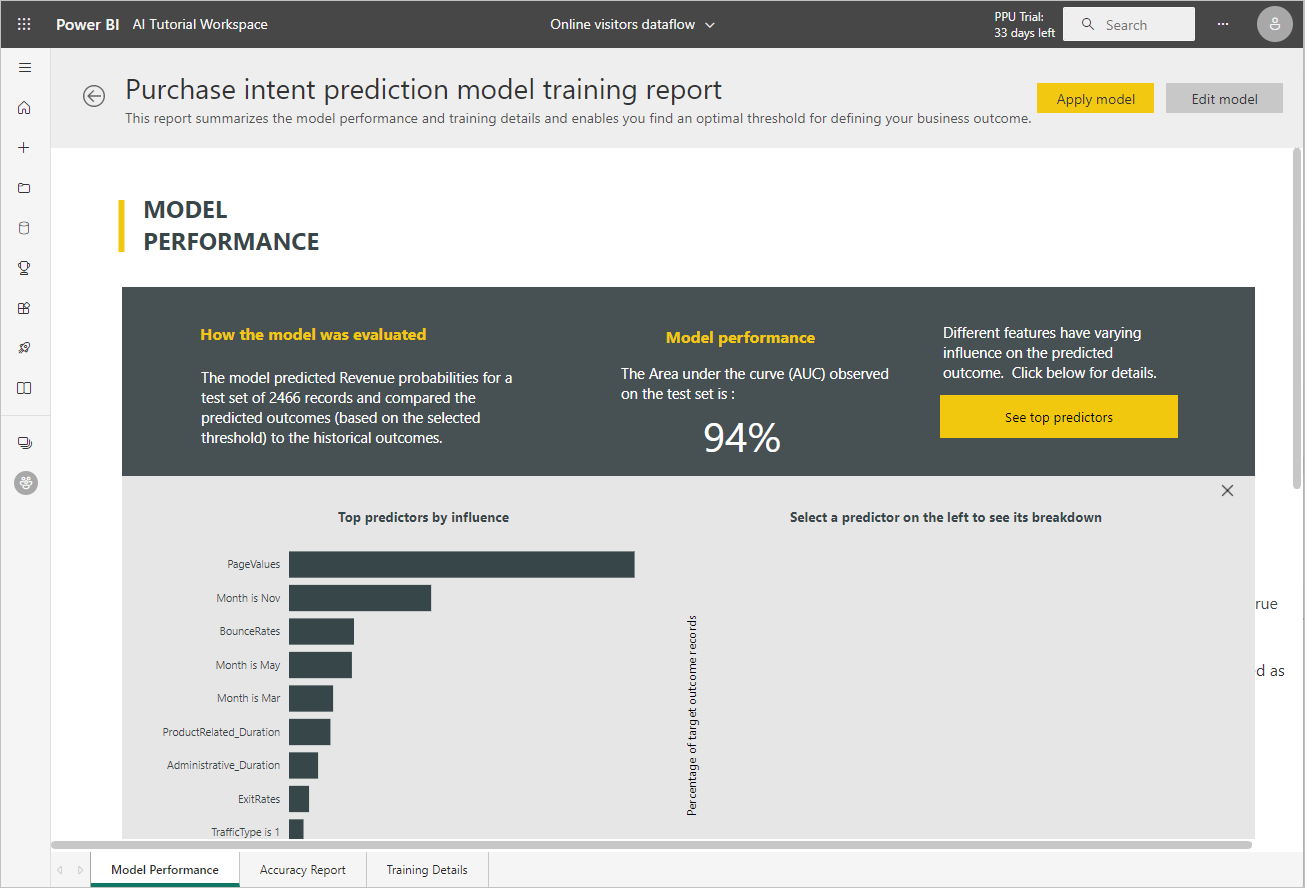 Power BI AI Tutorial Workspace
Online visitors dataflow
PPU Trial:
33 days left
Search
Purchase intent prediction model training report
This report summarizes the model performance and training details and enables you find an optimal threshold for defining your business outcome.
Apply model
Edit model
MODEL
PERFORMANCE
How the model was evaluated
The model predicted Revenue probabilities for a
test set of 2466 records and compared the
predicted outcomes (based on the selected
threshold) to the historical outcomes.
Model performance
The Area under the curve (AUC) observed
on the test set is :
94%
Different features have varying
influence on the predicted
outcome.  Click below for details.
See top predictors
Top predictors by influence
PageValues
Month is Nov
BounceRates
Month is May
Month is Mar
ProductRelated_Duration
Administrative_Duration
ExitRates
TrafficType is 1
Select a predictor on the left to see its breakdown
Percentage of target outcome records
rue
d as
Model Performance
Accuracy Report
Training Details